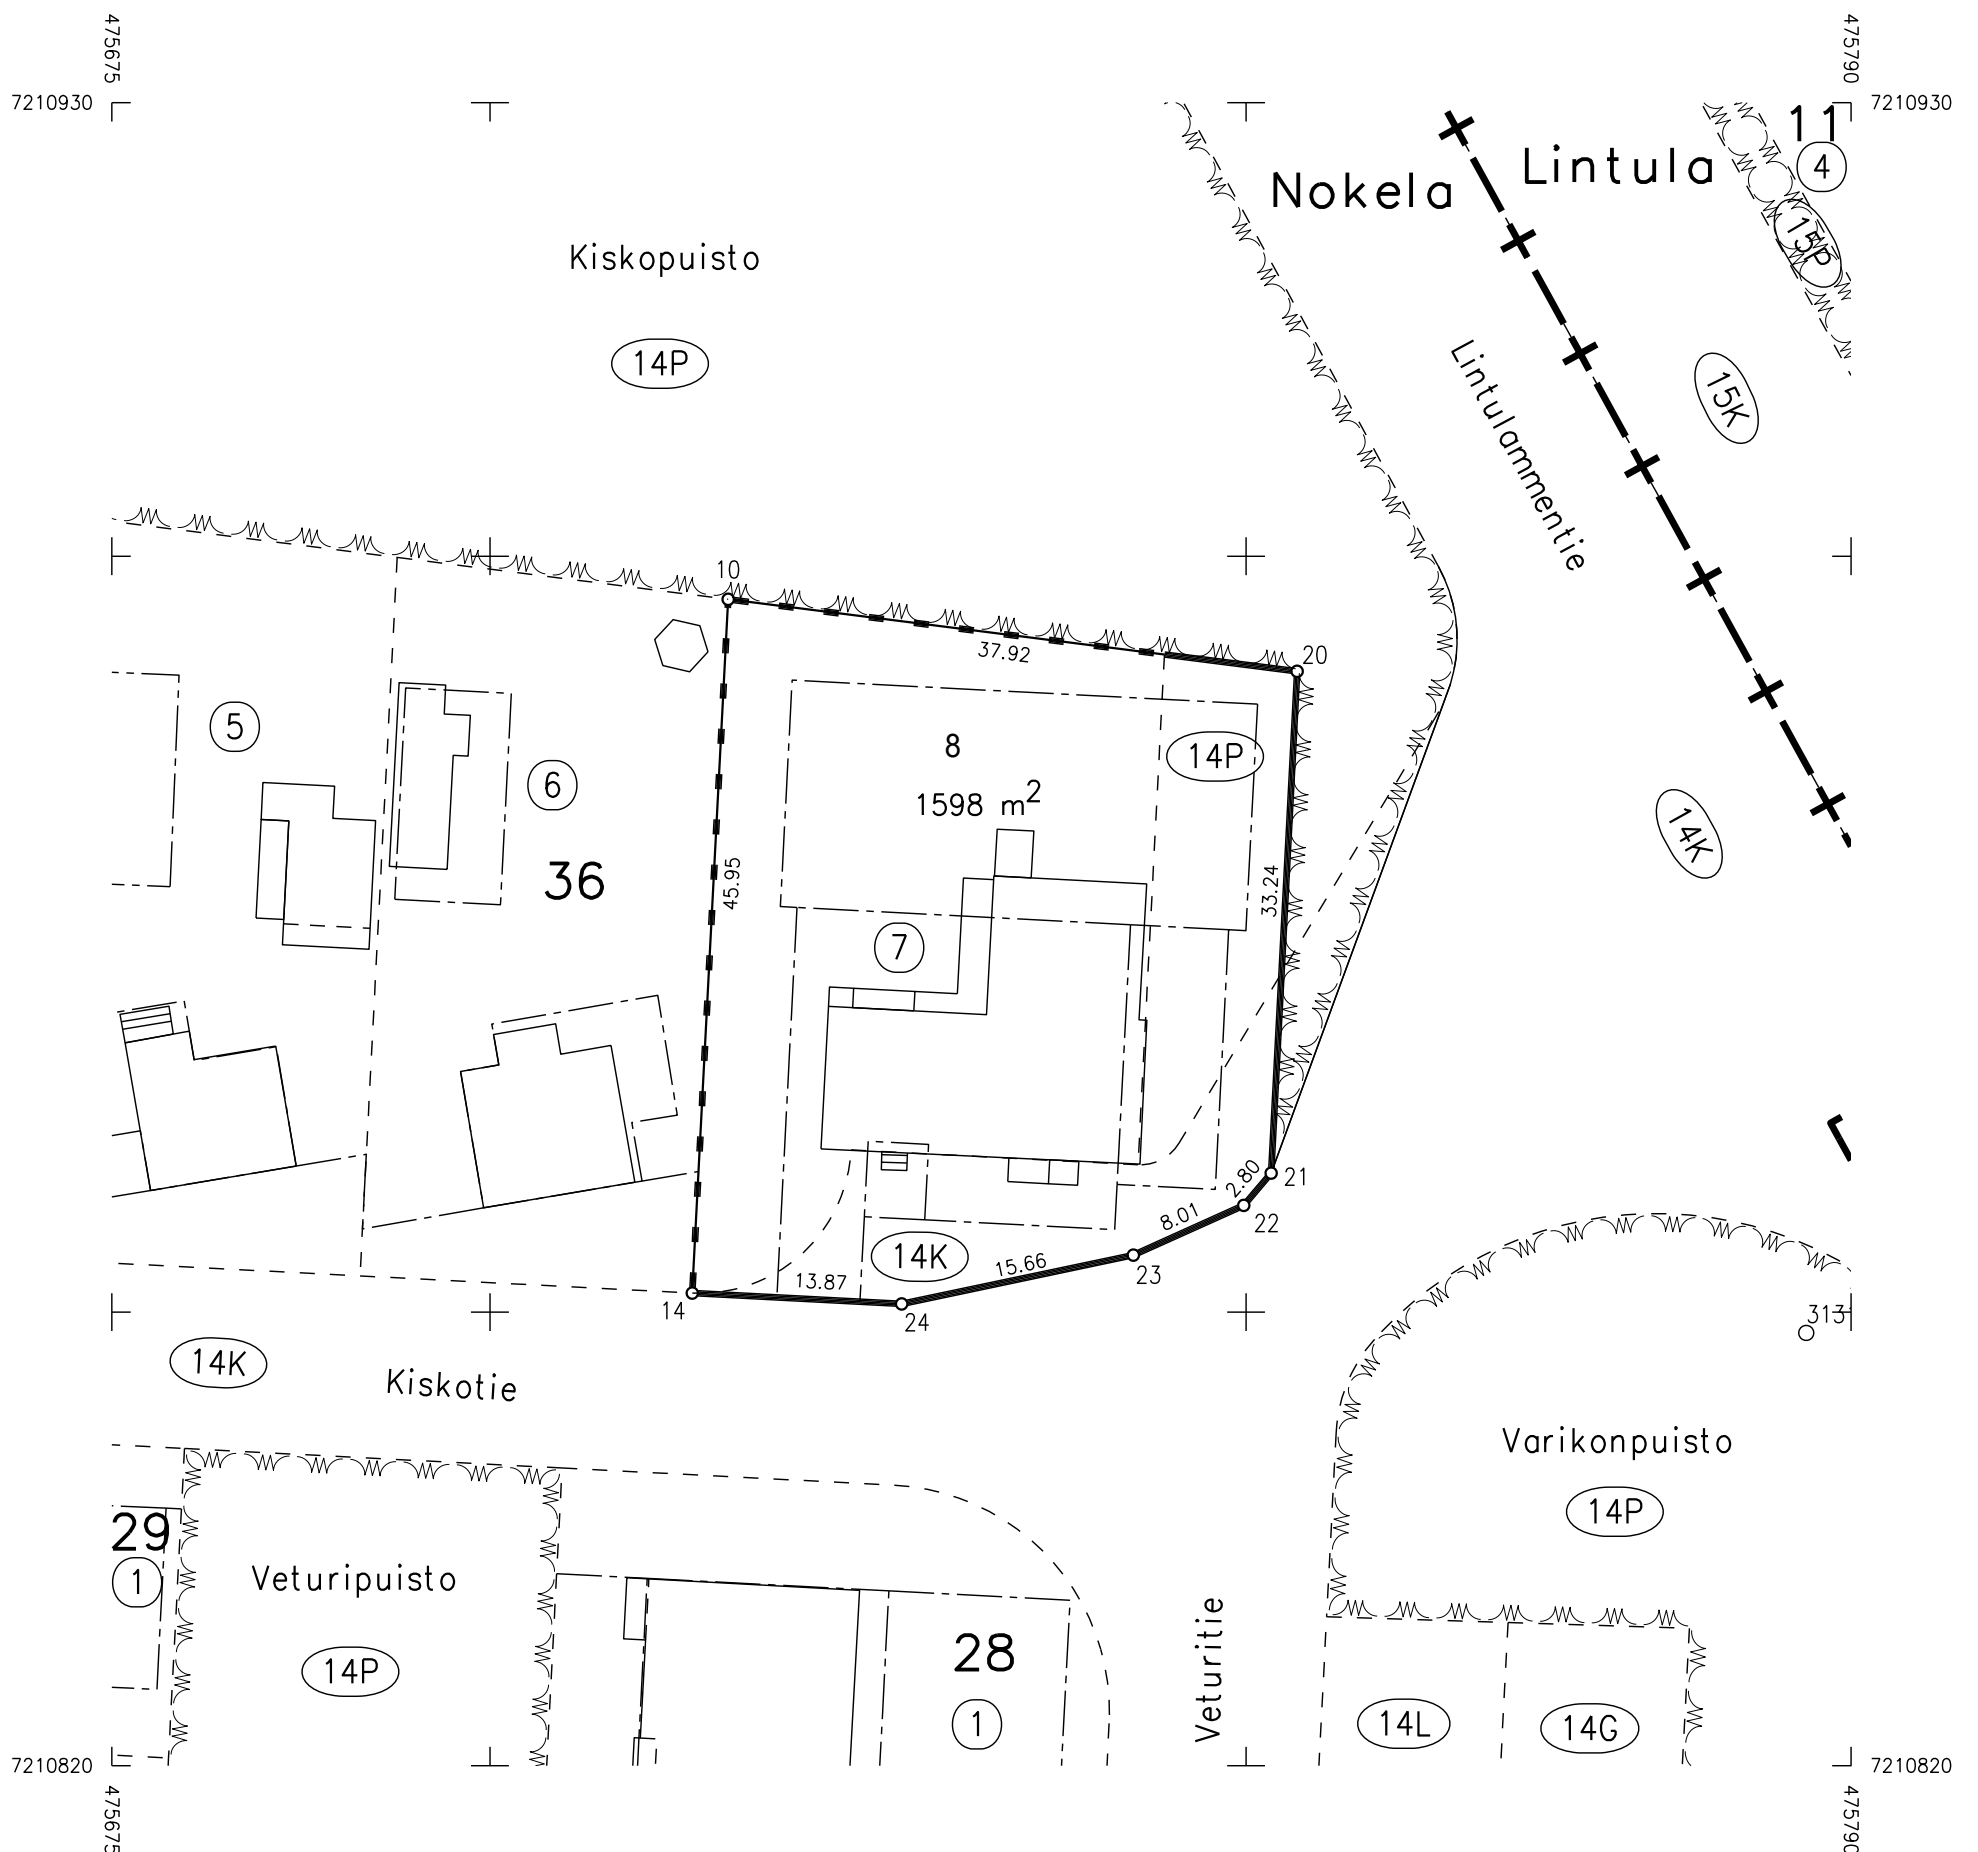 475675
475790
7210930
7210930
11
4
Lintula
Nokela
15P
Kiskopuisto
14P
Lintulammentie
15K
10
37.92
20
5
6
8
14P
1598 m2
14K
36
45.95
33.24
7
2.80
21
8.01
22
14K
15.66
23
13.87
14
24
313
14K
Kiskotie
Varikonpuisto
14P
29
1
Veturipuisto
14P
28
1
Veturitie
14L
14G
7210820
7210820
475675
475790